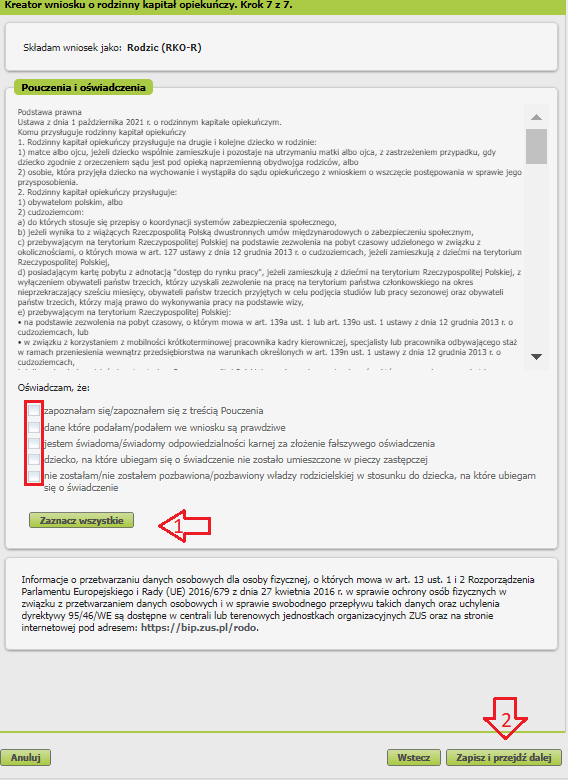 Kreator wniosku o rodzinny kapitał opiekuńczy. Krok 7 z 7.
Składam wniosek jako: Rodzic (RKO-R)
Pouczenia i oświadczenia
Podstawa prawna
Ustawa z dnia 1 października 2021 r. o rodzinnym kapitale opiekuńczym.
Komu przysługuje rodzinny kapitał opiekuńczy
1. Rodzinny kapitał opiekuńczy przysługuje na drugie i kolejne dziecko w rodzinie:
1) matce albo ojcu, jeżeli dziecko wspólnie zamieszkuje i pozostaje na utrzymaniu matki albo ojca, z zastrzeżeniem przypadku, gdy
dziecko zgodnie z orzeczeniem sądu jest pod opieką naprzemienną obydwojga rodziców, albo
2) osobie, która przyjęła dziecko na wychowanie i wystąpiła do sądu opiekuńczego z wnioskiem o wszczęcie postępowania w sprawie jego
przysposobienia.
2. Rodzinny kapitał opiekuńczy przysługuje:
1) obywatelom polskim, albo
2) cudzoziemcom:
a) do których stosuje się przepisy o koordynacji systemów zabezpieczenia społecznego,
b) jeżeli wynika to z wiążących Rzeczpospolitą Polską dwustronnych umów międzynarodowych o zabezpieczeniu społecznym,
c) przebywającym na terytorium Rzeczypospolitej Polskiej na podstawie zezwolenia na pobyt czasowy udzielonego w związku z
okolicznościami, o których mowa w art. 127 ustawy z dnia 12 grudnia 2013 r. o cudzoziemcach, jeżeli zamieszkują z dziećmi na terytorium
Rzeczypospolitej Polskiej,
d) posiadającym kartę pobytu z adnotacją "dostęp do rynku pracy", jeżeli zamieszkują z dziećmi na terytorium Rzeczypospolitej Polskiej, z
wyłączeniem obywateli państw trzecich, którzy uzyskali zezwolenie na pracę na terytorium państwa członkowskiego na okres
nieprzekraczający sześciu miesięcy, obywateli państw trzecich przyjętych w celu podjęcia studiów lub pracy sezonowej oraz obywateli
państw trzecich, którzy mają prawo do wykonywania pracy na podstawie wizy,
e) przebywającym na terytorium Rzeczypospolitej Polskiej:
• na podstawie zezwolenia na pobyt czasowy, o którym mowa w art. 139a ust. 1 lub art. 139o ust. 1 ustawy z dnia 12 grudnia 2013 r. o
cudzoziemcach, lub
• w związku z korzystaniem z mobilności krótkoterminowej pracownika kadry kierowniczej, specjalisty lub pracownika odbywającego staż
w ramach przeniesienia wewnątrz przedsiębiorstwa na warunkach określonych w art. 139n ust. 1 ustawy z dnia 12 grudnia 2013 r. o
cudzoziemcach,
Oświadczam, że:
zapoznałam się/zapoznałem się z treścią Pouczenia
dane które podałam/podałem we wniosku są prawdziwe
jestem świadoma/świadomy odpowiedzialności karnej za złożenie fałszywego oświadczenia
dziecko, na które ubiegam się o świadczenie nie zostało umieszczone w pieczy zastępczej
nie zostałam/nie zostałem pozbawiona/pozbawiony władzy rodzicielskiej w stosunku do dziecka, na które ubiegam
się o świadczenie
Zaznacz wszystkie
1
Informacje o przetwarzaniu danych osobowych dla osoby fizycznej, o których mowa w art. 13 ust. 1 i 2 Rozporządzenia
Parlamentu Europejskiego i Rady (UE) 2016/679 z dnia 27 kwietnia 2016 r. w sprawie ochrony osób fizycznych w
związku z przetwarzaniem danych osobowych i w sprawie swobodnego przepływu takich danych oraz uchylenia
dyrektywy 95/46/WE są dostępne w centrali lub terenowych jednostkach organizacyjnych ZUS oraz na stronie
internetowej pod adresem: https://bip.zus.pl/rodo.
2
Anuluj
Wstecz
Zapisz i przejdź dalej